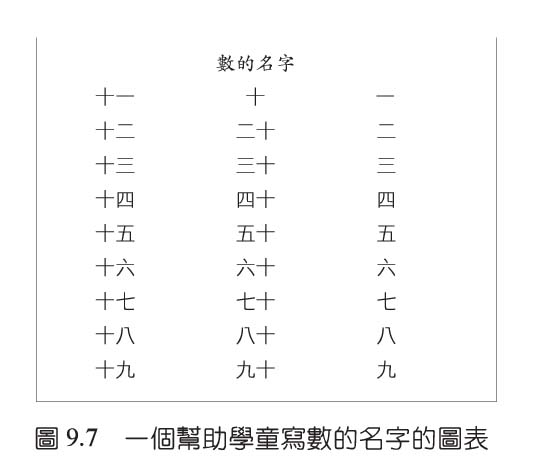 數的名字
十一 十 一
十二 二十 二
十三 三十 三
十四 四十 四
十五 五十 五
十六 六十 六
十七 七十 七
十八 八十 八
十九 九十 九
圖 9.7 一個幫助學童寫數的名字的圖表